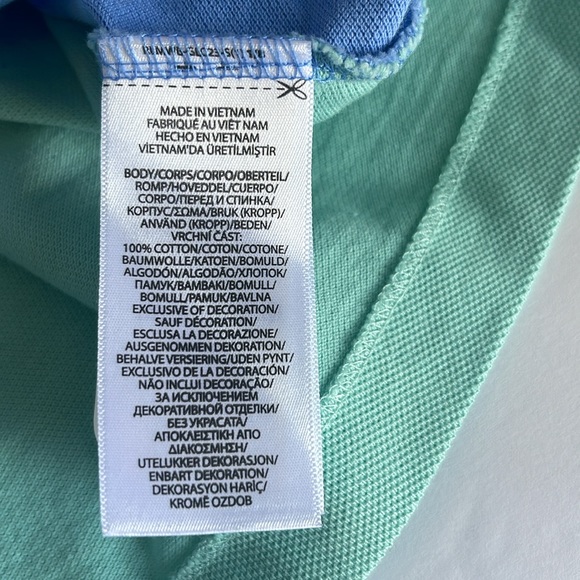 MADE IN VIETNAM
FABRIQUÉ AU VIÊT NAM
HECHO EN VIETNAM
VIETNAM'DA ÜRETİLMİŞTİR
BODY/CORPS/CORPO/OBERTEIL/
ROMP/HOVEDDEL/CUERPO/
CORPO/ПЕРЕД И СПИНКА/
КОРПУС/ΣΩΜΑ/BRUK (KROPP)/
ANVÄND (KROPP)/BEDEN/
VRCHNÍ ČÁST:
100% COTTON/COTON/COTONE/
BAUMWOLLE/KATOEN/BOMULD/
ALGODÓN/ALGODÃO/ХЛОПОК/
ПАМУК/ΒΑΜΒΑΚΙ/BOMULL/
BOMULL/PAMUK/BAVLNA
EXCLUSIVE OF DECORATION/
SAUF DÉCORATION/
ESCLUSA LA DECORAZIONE/
AUSGENOMMEN DEKORATION/
BEHALVE VERSIERING/UDEN PYNT/
EXCLUSIVO DE LA DECORACIÓN/
NÃO INCLUI DECORAÇÃO/
ЗА ИСКЛЮЧЕНИЕМ
ДЕКОРАТИВНОЙ ОТДЕЛКИ/
БЕЗ УКРАСАТА/
ΑΠΟΚΛΕΙΣΤΙΚΗ ΑΠΟ
ΔΙΑΚΟΣΜΗΣΗ/
UTELUKKER DEKORASJON/
ENBART DEKORATION/
DEKORASYON HARİÇ/
KROMĚ OZDOB